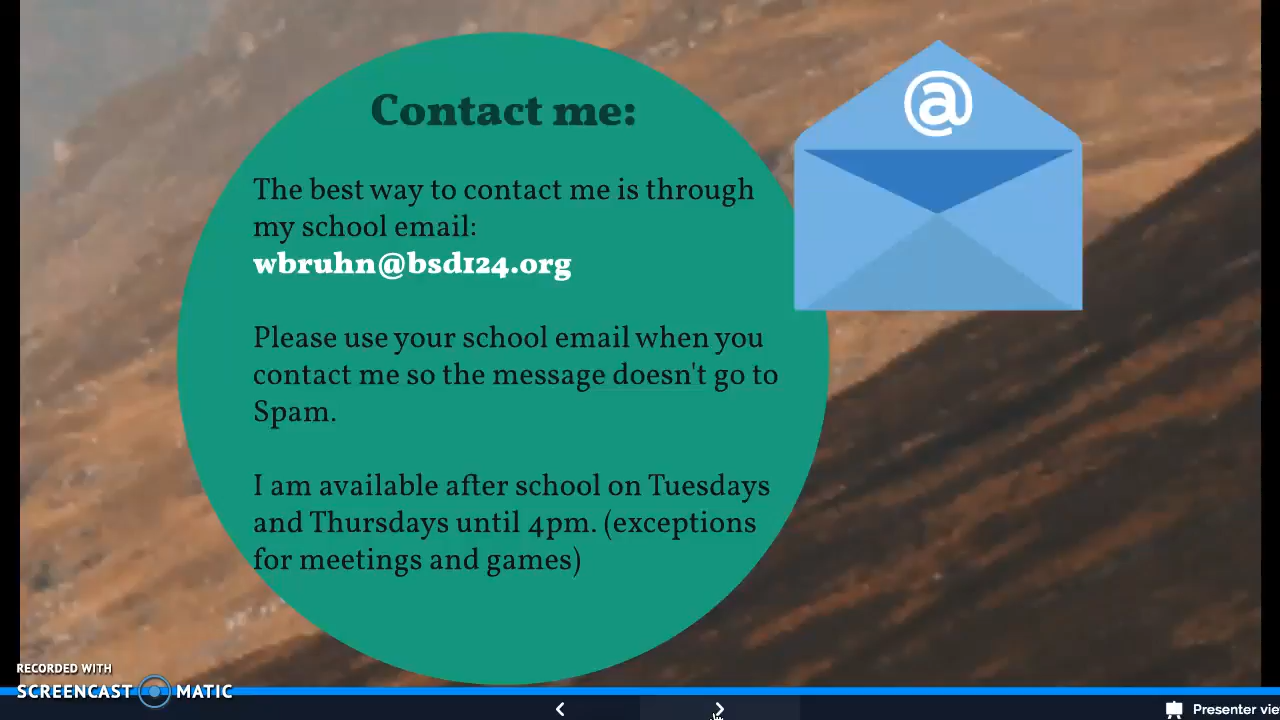 Contact me:
@
The best way to contact me is through
my school email:
wbruhn@bsd124.org
Please use your school email when you
contact me so the message doesn't go to
Spam.
I am available after school on Tuesdays
and Thursdays until 4pm. (exceptions
for meetings and games)
RECORDED WITH
SCREENCAST MATIC
Presenter vie